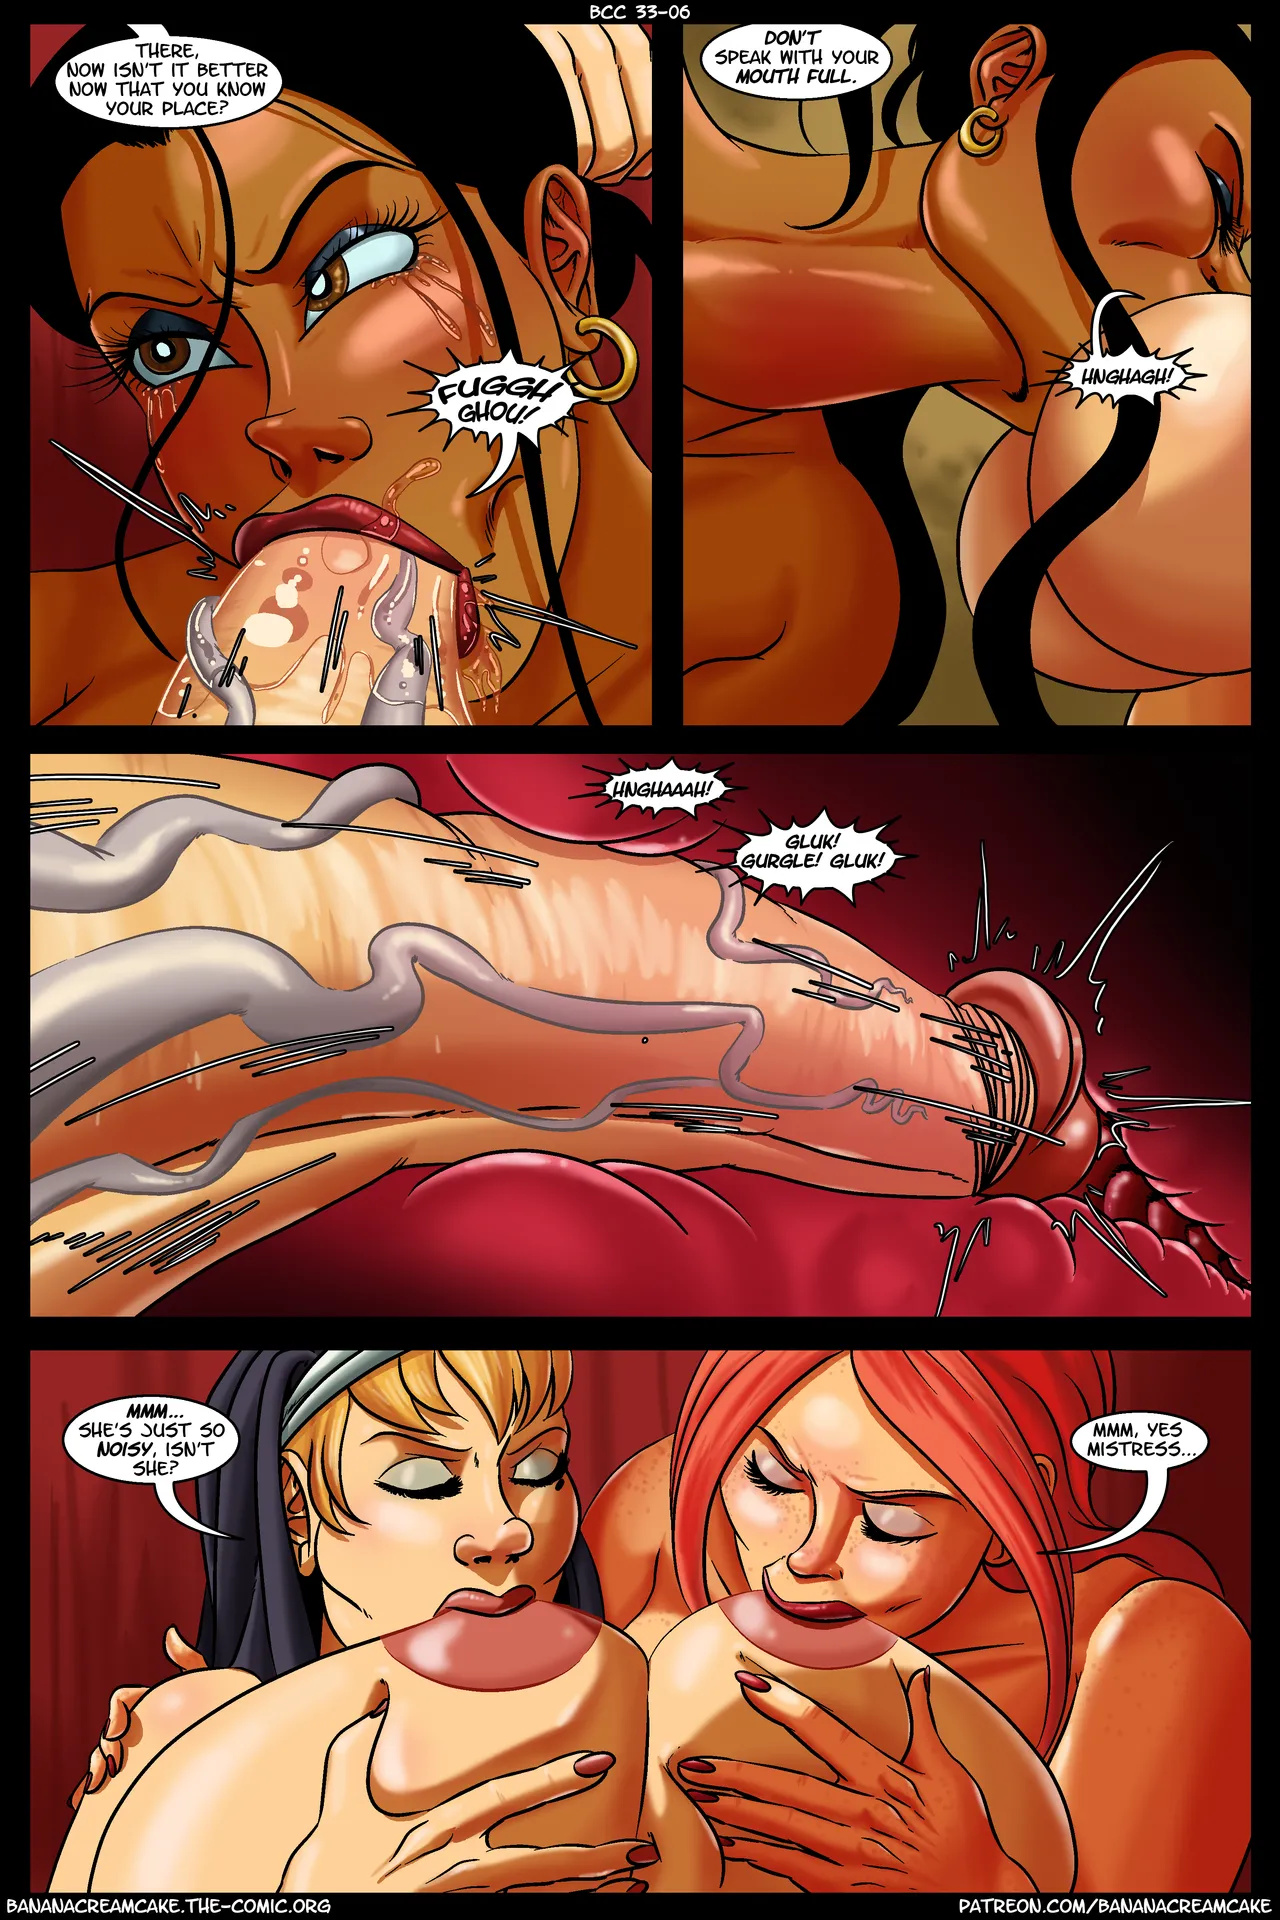 BCC 33-06
THERE,
NOW ISN'T IT BETTER
NOW THAT YOU KNOW
YOUR PLACE?
FUGGH
GHOU!
DON'T
SPEAK WITH YOUR
MOUTH FULL.
HNGHAGH!
HNGHAAAH!
GLUK!
GURGLE! GLUK!
MMM...
SHE'S JUST SO
NOISY, ISN'T
SHE?
MMM, YES
MISTRESS...
BANANACREAMCAKE.THE-COMIC.ORG
PATREON.COM/BANANACREAMCAKE